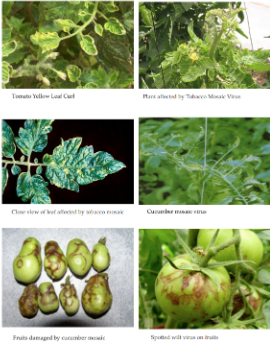 Tomato Yellow Leaf Curl
Plant affected by Tobacco Mosaic Virus
Close view of leaf affected by tobacco mosaic
Cucumber mosaic virus
Fruits damaged by cucumber mosaic
Spotted wilt virus on fruits